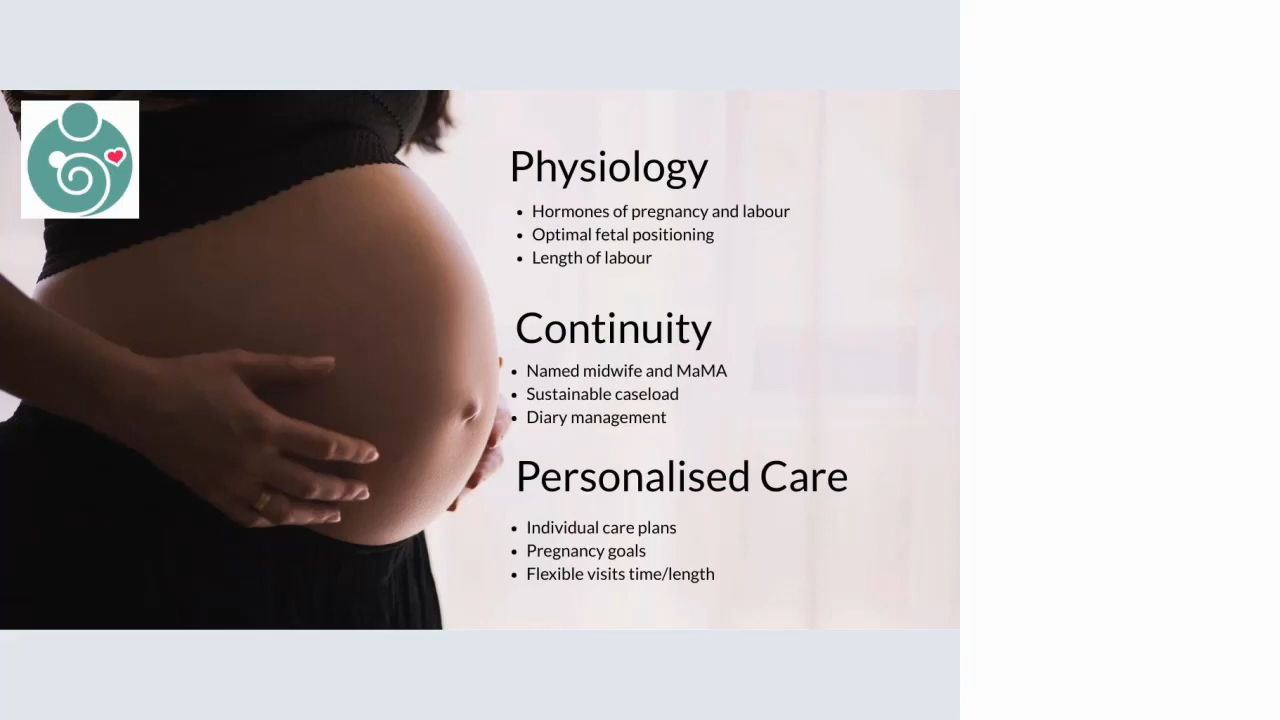 Physiology
Hormones of pregnancy and labour
Optimal fetal positioning
Length of labour
Continuity
Named midwife and MaMA
Sustainable caseload
Diary management
Personalised Care
Individual care plans
Pregnancy goals
Flexible visits time/length